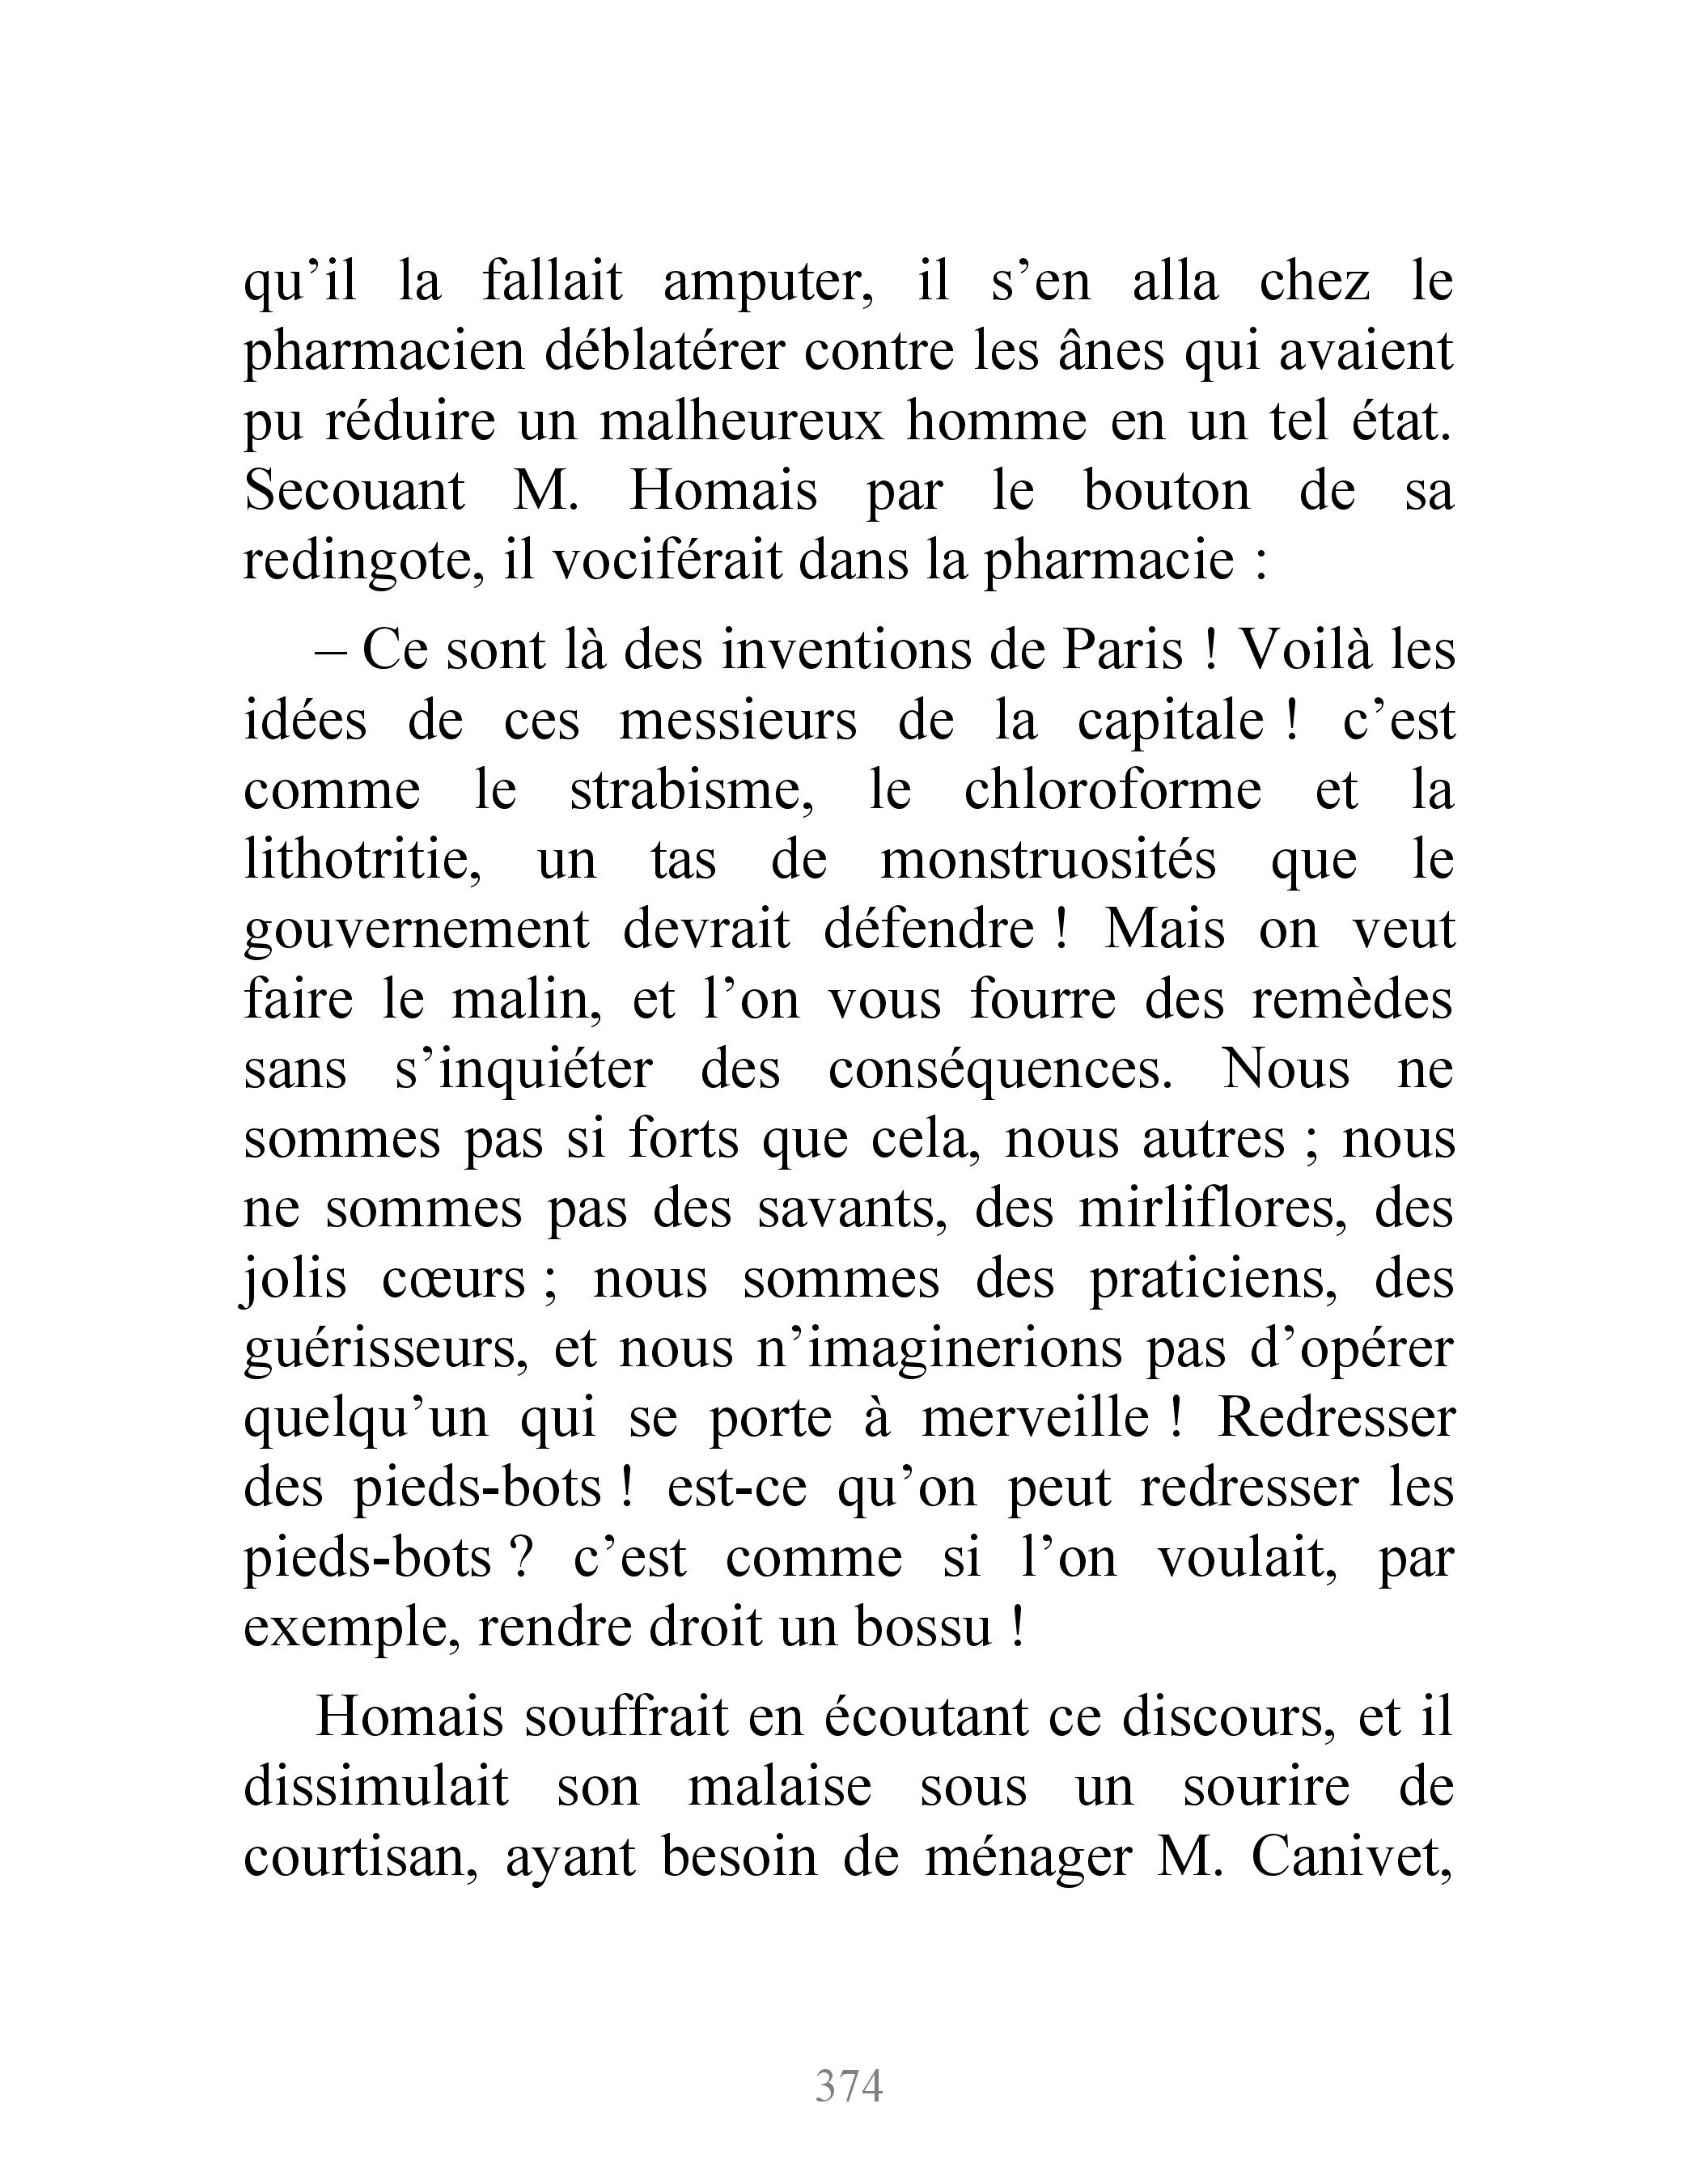 qu’il la fallait amputer, il s’en alla chez le
pharmacien déblatérer contre les ânes qui avaient
pu réduire un malheureux homme en un tel état.
Secouant M. Homais par le bouton de sa
redingote, il vociférait dans la pharmacie :
– Ce sont là des inventions de Paris ! Voilà les
idées de ces messieurs de la capitale ! c’est
comme le strabisme, le chloroforme et la
lithotritie, un tas de monstruosités que le
gouvernement devrait défendre ! Mais on veut
faire le malin, et l’on vous fourre des remèdes
sans s’inquiéter des conséquences. Nous ne
sommes pas si forts que cela, nous autres ; nous
ne sommes pas des savants, des mirliflores, des
jolis cœurs ; nous sommes des praticiens, des
guérisseurs, et nous n’imaginerions pas d’opérer
quelqu’un qui se porte à merveille ! Redresser
des pieds-bots ! est-ce qu’on peut redresser les
pieds-bots ? c’est comme si l’on voulait, par
exemple, rendre droit un bossu !
Homais souffrait en écoutant ce discours, et il
dissimulait son malaise sous un sourire de
courtisan, ayant besoin de ménager M. Canivet,
374